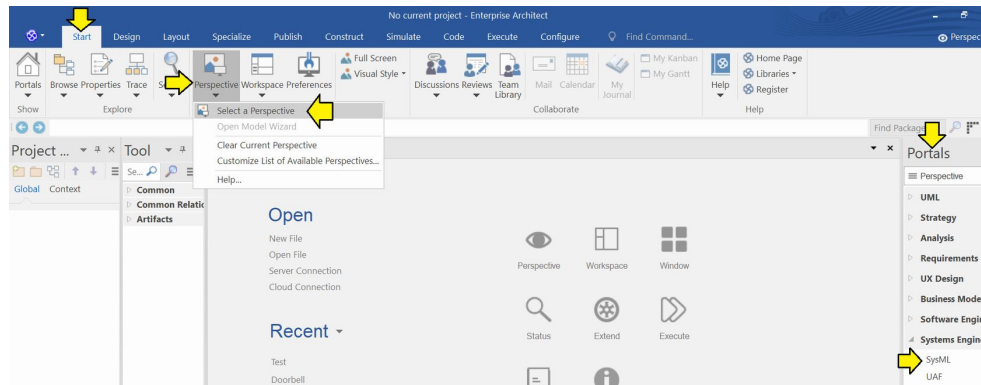 No current project - Enterprise Architect
Start Design Layout Specialize Publish Construct Simulate Code Execute Configure Find Command... Perspec
Portals Browse Properties Trace Perspective Workspace Preferences
Full Screen
Visual Style
Discussions Reviews Team Library Mail Calendar My Journal
My Kanban
My Gantt
Help
Home Page
Libraries
Register
Show Explore Collaborate Help
Select a Perspective
Open Model Wizard
Clear Current Perspective
Customize List of Available Perspectives...
Help...
Find Package
Project ... Tool
Se...
Global Context
Common
Common Relatio
Artifacts
Open
New File
Open File
Server Connection
Cloud Connection
Recent
Test
Doorbell
Perspective Workspace Window
Status Extend Execute
Portals
Perspective
UML
Strategy
Analysis
Requirements
UX Design
Business Mode
Software Engin
Systems Engine
SysML
UAF